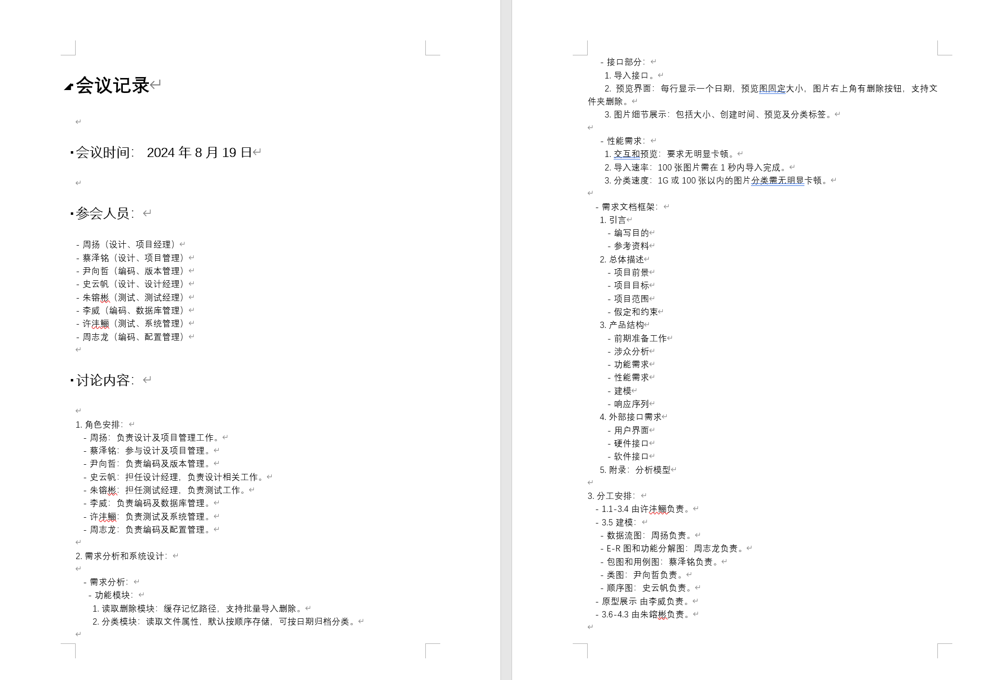 会议记录
会议时间： 2024 年 8 月 19 日
参会人员：
- 周扬（设计、项目经理）
- 蔡泽铭（设计、项目管理）
- 尹向哲（编码、版本管理）
- 史云帆（设计、设计经理）
- 朱镕彬（测试、测试经理）
- 李威（编码、数据库管理）
- 许沣鲡（测试、系统管理）
- 周志龙（编码、配置管理）
讨论内容：
1. 角色安排：
- 周扬：负责设计及项目管理工作。
- 蔡泽铭：参与设计及项目管理。
- 尹向哲：负责编码及版本管理。
- 史云帆：担任设计经理，负责设计相关工作。
- 朱镕彬：担任测试经理，负责测试工作。
- 李威：负责编码及数据库管理。
- 许沣鲡：负责测试及系统管理。
- 周志龙：负责编码及配置管理。
2. 需求分析和系统设计：
- 需求分析：
- 功能模块：
1. 读取删除模块：缓存记忆路径，支持批量导入删除。
2. 分类模块：读取文件属性，默认按顺序存储，可按日期归档分类。
- 接口部分：
1. 导入接口。
2. 预览界面：每行显示一个日期，预览图固定大小，图片右上角有删除按钮，支持文
件夹删除。
3. 图片细节展示：包括大小、创建时间、预览及分类标签。
- 性能需求：
1. 交互和预览：要求无明显卡顿。
2. 导入速率：100 张图片需在 1 秒内导入完成。
3. 分类速度：1G 或 100 张以内的图片分类需无明显卡顿。
- 需求文档框架：
1. 引言
- 编写目的
- 参考资料
2. 总体描述
- 项目前景
- 项目目标
- 项目范围
- 假定和约束
3. 产品结构
- 前期准备工作
- 涉众分析
- 功能需求
- 性能需求
- 建模
- 响应序列
4. 外部接口需求
- 用户界面
- 硬件接口
- 软件接口
5. 附录：分析模型
3. 分工安排：
- 1.1-3.4 由许沣鲡负责。
- 3.5 建模：
- 数据流图：周扬负责。
- E-R 图和功能分解图：周志龙负责。
- 包图和用例图：蔡泽铭负责。
- 类图：尹向哲负责。
- 顺序图：史云帆负责。
- 原型展示 由李威负责。
- 3.6-4.3 由朱鎔彬负责。